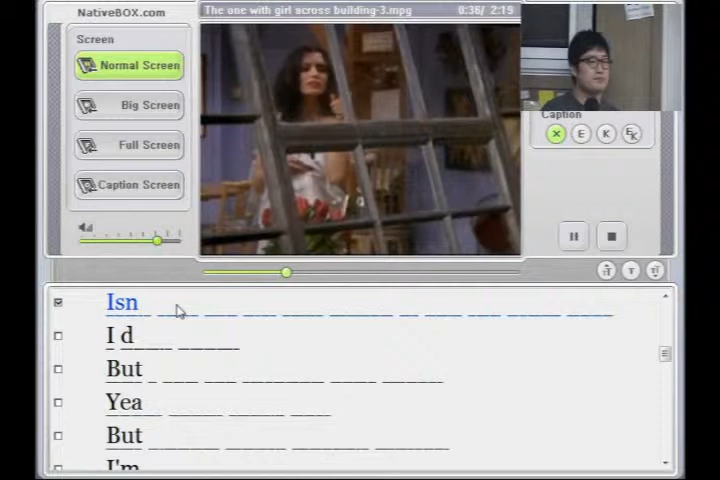 NativeBOX.com
The one with girl across building-3.mpg 0:36/ 2:19
Screen
Normal Screen
Big Screen
Full Screen
Caption Screen
Caption
X E K EK
T T T
Isn
I d
But
Yea
But
I'm